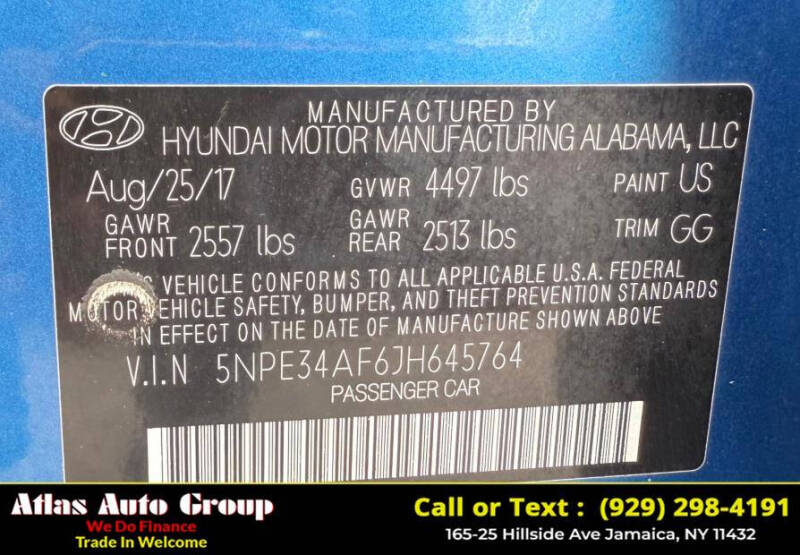 MANUFACTURED BY
HYUNDAI MOTOR MANUFACTURING ALABAMA, LLC
Aug/25/17 GVWR 4497 lbs PAINT US
GAWR FRONT 2557 lbs GAWR REAR 2513 lbs TRIM GG
VEHICLE CONFORMS TO ALL APPLICABLE U.S.A. FEDERAL
MOTOR VEHICLE SAFETY, BUMPER, AND THEFT PREVENTION STANDARDS
IN EFFECT ON THE DATE OF MANUFACTURE SHOWN ABOVE
V.I.N 5NPE34AF6JH645764
PASSENGER CAR
Atlas Auto Group
We Do Finance
Trade In Welcome
Call or Text : (929) 298-4191
165-25 Hillside Ave Jamaica, NY 11432